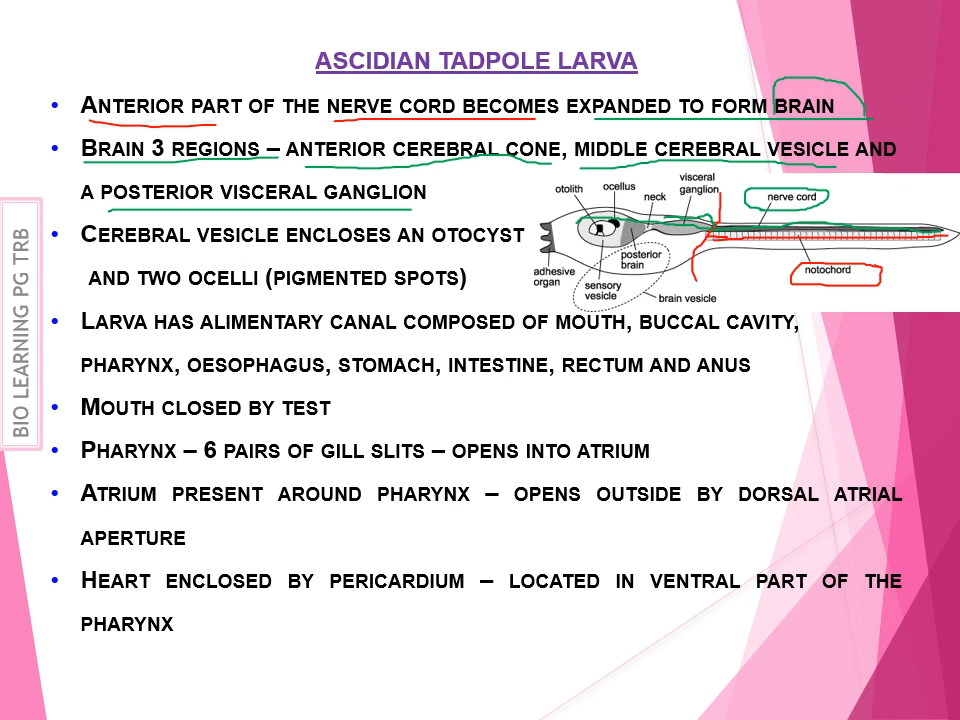 ASCIDIAN TADPOLE LARVA
• ANTERIOR PART OF THE NERVE CORD BECOMES EXPANDED TO FORM BRAIN
• BRAIN 3 REGIONS – ANTERIOR CEREBRAL CONE, MIDDLE CEREBRAL VESICLE AND
A POSTERIOR VISCERAL GANGLION
• CEREBRAL VESICLE ENCLOSES AN OTOCYST
AND TWO OCELLI (PIGMENTED SPOTS)
• LARVA HAS ALIMENTARY CANAL COMPOSED OF MOUTH, BUCCAL CAVITY,
PHARYNX, OESOPHAGUS, STOMACH, INTESTINE, RECTUM AND ANUS
• MOUTH CLOSED BY TEST
• PHARYNX – 6 PAIRS OF GILL SLITS – OPENS INTO ATRIUM
• ATRIUM PRESENT AROUND PHARYNX – OPENS OUTSIDE BY DORSAL ATRIAL
APERTURE
• HEART ENCLOSED BY PERICARDIUM – LOCATED IN VENTRAL PART OF THE
PHARYNX
otolith
ocellus
neck
visceral
ganglion
nerve cord
adhesive
organ
sensory
vesicle
posterior
brain
brain vesicle
notochord
BIO LEARNING PG TRB